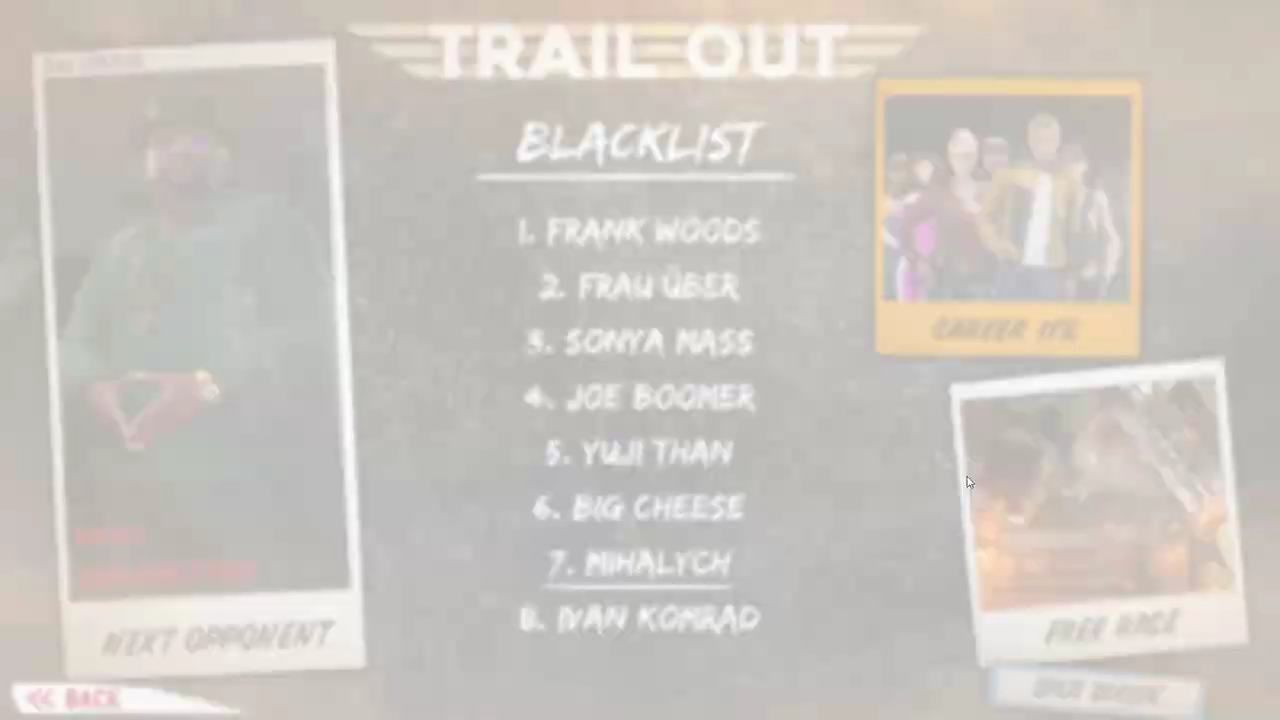 TRAIL OUT
BLACKLIST
1. FRANK WOODS
2. FRAU ÜBER
3. SONYA MASS
4. JOE BOOMER
5. YUJI THAN
6. BIG CHEESE
7. MIHALYCH
8. IVAN KONRAD
NEXT OPPONENT
FREE RACE
<< BACK